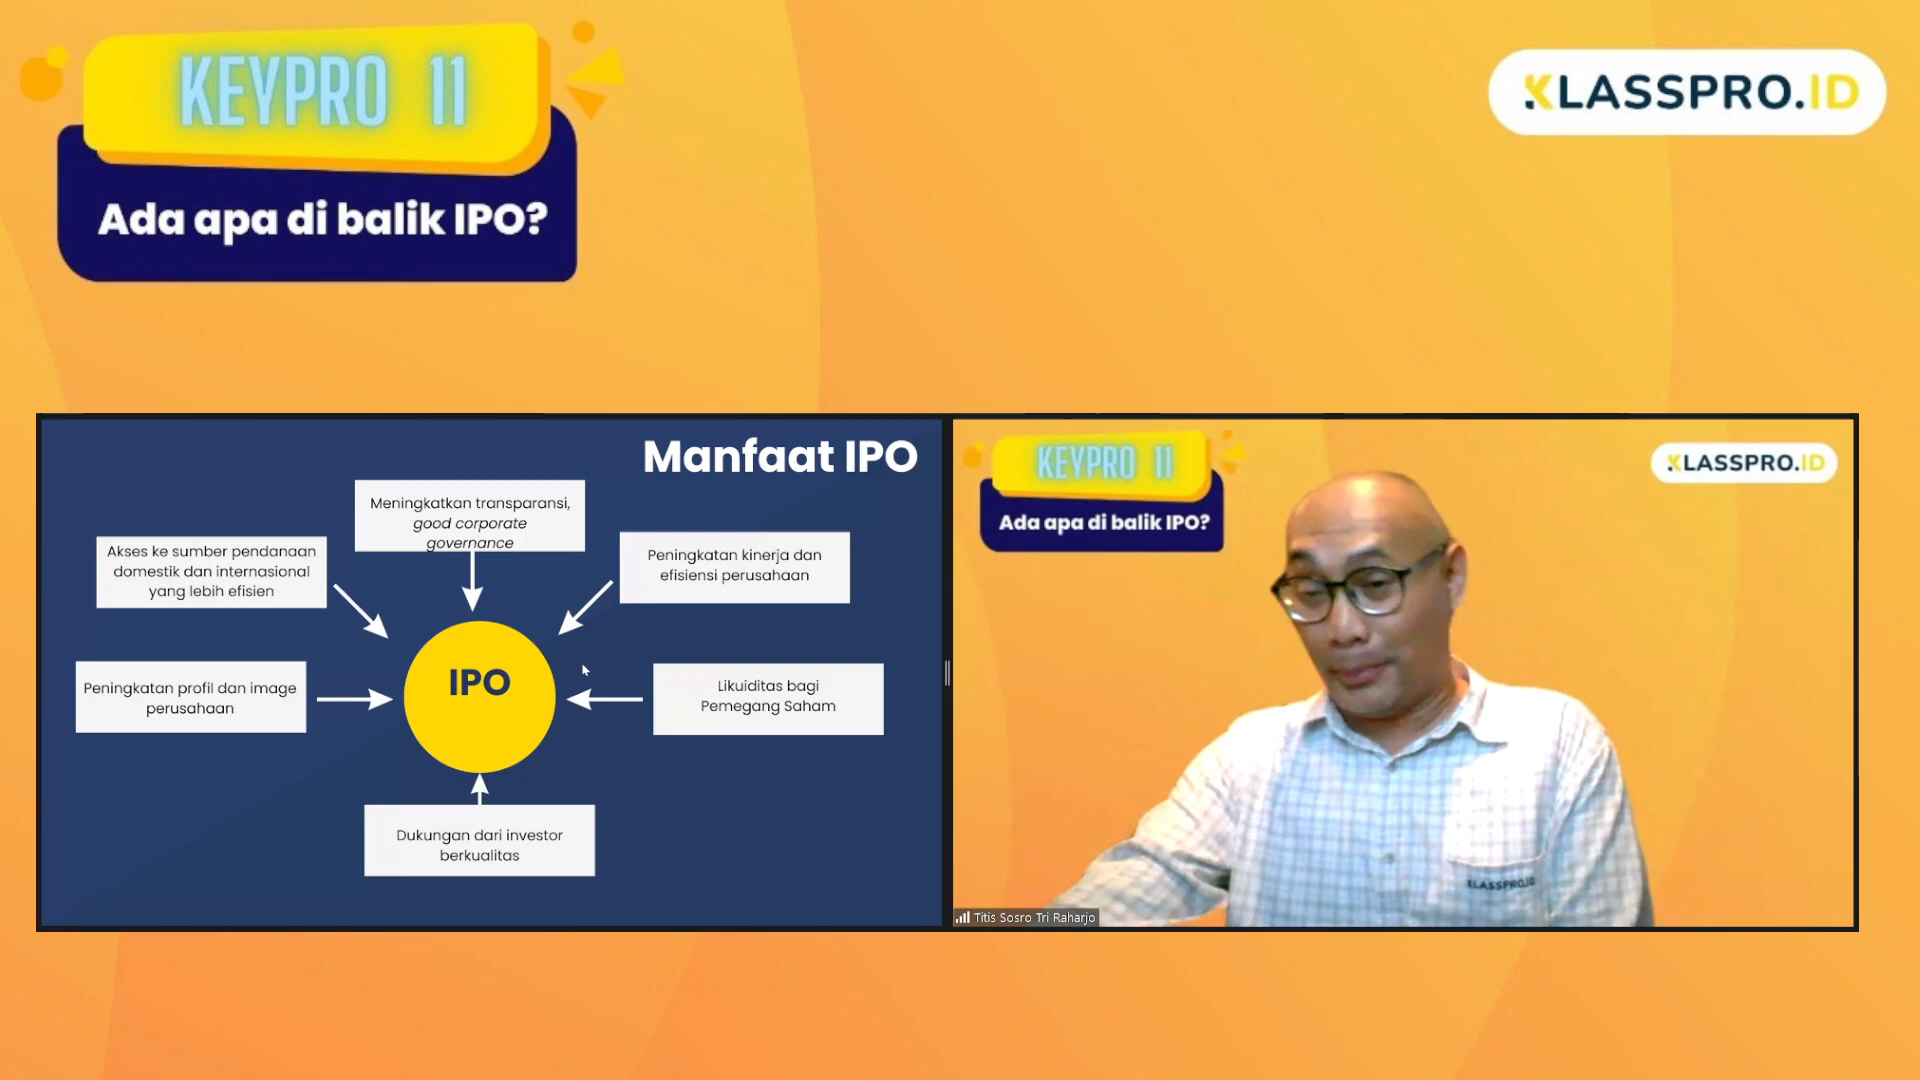 KEYPRO 11
KLASSPRO.ID
Ada apa di balik IPO?
Manfaat IPO
Meningkatkan transparansi,
good corporate
governance
Akses ke sumber pendanaan
domestik dan internasional
yang lebih efisien
Peningkatan kinerja dan
efisiensi perusahaan
Peningkatan profil dan image
perusahaan
IPO
Likuiditas bagi
Pemegang Saham
Dukungan dari investor
berkualitas
KEYPRO 11
KLASSPRO.ID
Ada apa di balik IPO?
KLASSPRO.ID
Titis Sosro Tri Raharjo